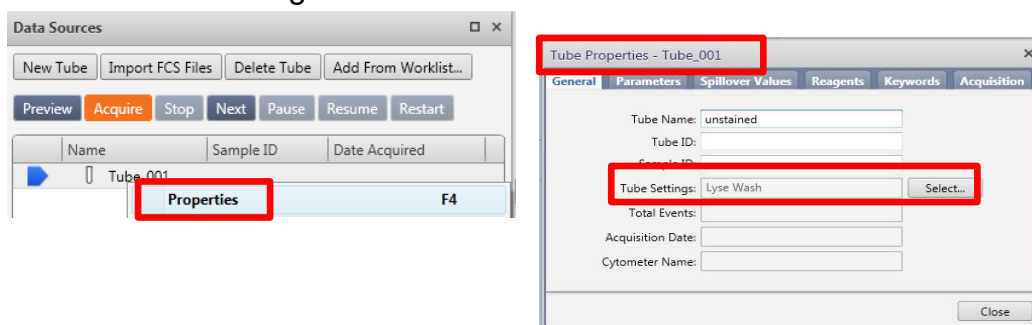 Data Sources
New Tube Import FCS Files Delete Tube Add From Worklist...
Preview Acquire Stop Next Pause Resume Restart
Name Sample ID Date Acquired
Tube_001
Properties F4
Tube Properties - Tube_001
General Parameters Spillover Values Reagents Keywords Acquisition
Tube Name: unstained
Tube ID:
Sample ID:
Tube Settings: Lyse Wash Select...
Total Events:
Acquisition Date:
Cytometer Name:
Close